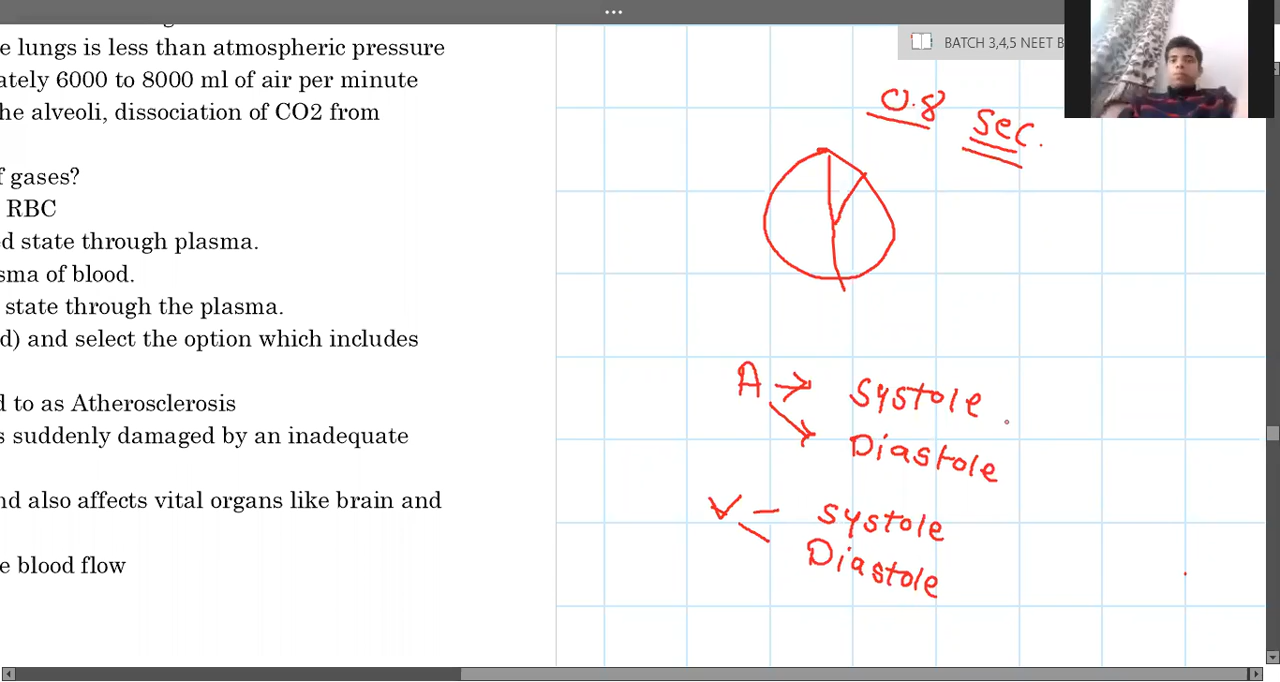 e lungs is less than atmospheric pressure
ately 6000 to 8000 ml of air per minute
he alveoli, dissociation of CO2 from
f gases?
RBC
d state through plasma.
sma of blood.
state through the plasma.
d) and select the option which includes
d to as Atherosclerosis
s suddenly damaged by an inadequate
nd also affects vital organs like brain and
e blood flow
BATCH 3,4,5 NEET B
0.8 sec.
A → Systole
Diastole
V - systole
Diastole